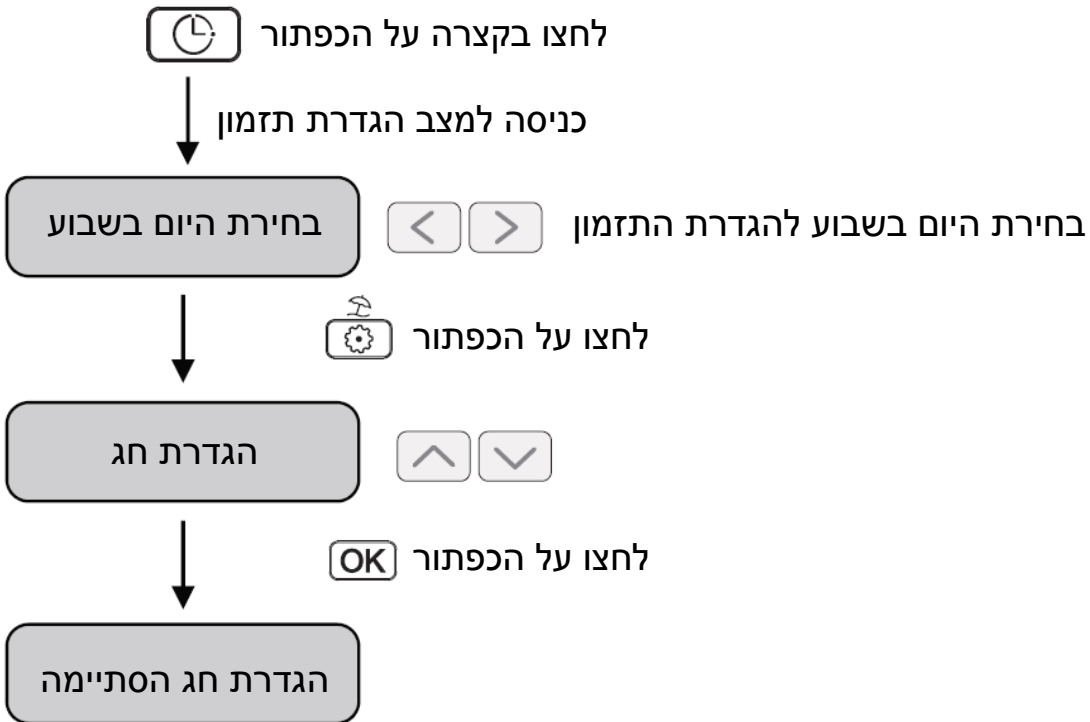 לחצו בקצרה על הכפתור
כניסה למצב הגדרת תזמון
בחירת היום בשבוע
בחירת היום בשבוע להגדרת התזמון
לחצו על הכפתור
הגדרת חג
לחצו על הכפתור OK
הגדרת חג הסתיימה